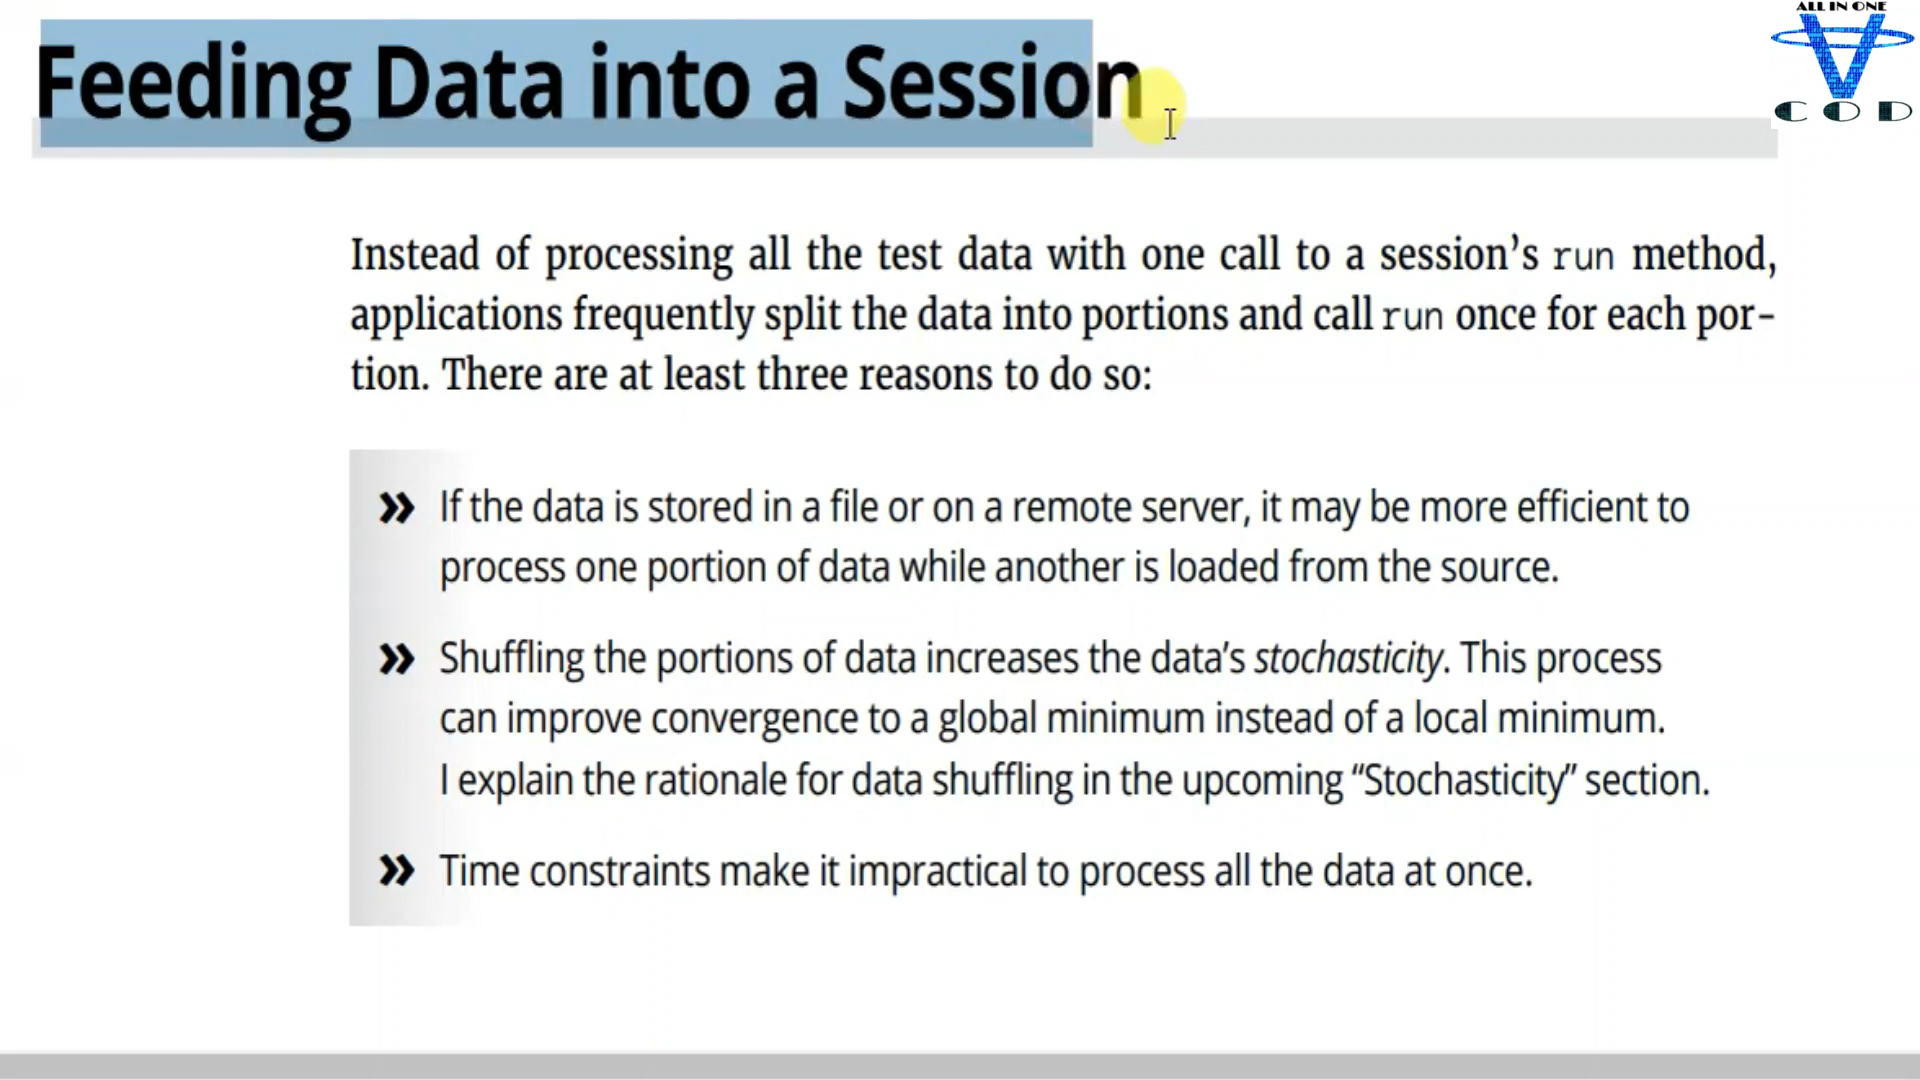 ALL IN ONE
C O D
Feeding Data into a Session
Instead of processing all the test data with one call to a session’s run method,
applications frequently split the data into portions and call run once for each por-
tion. There are at least three reasons to do so:
» If the data is stored in a file or on a remote server, it may be more efficient to
process one portion of data while another is loaded from the source.
» Shuffling the portions of data increases the data’s stochasticity. This process
can improve convergence to a global minimum instead of a local minimum.
I explain the rationale for data shuffling in the upcoming “Stochasticity” section.
» Time constraints make it impractical to process all the data at once.